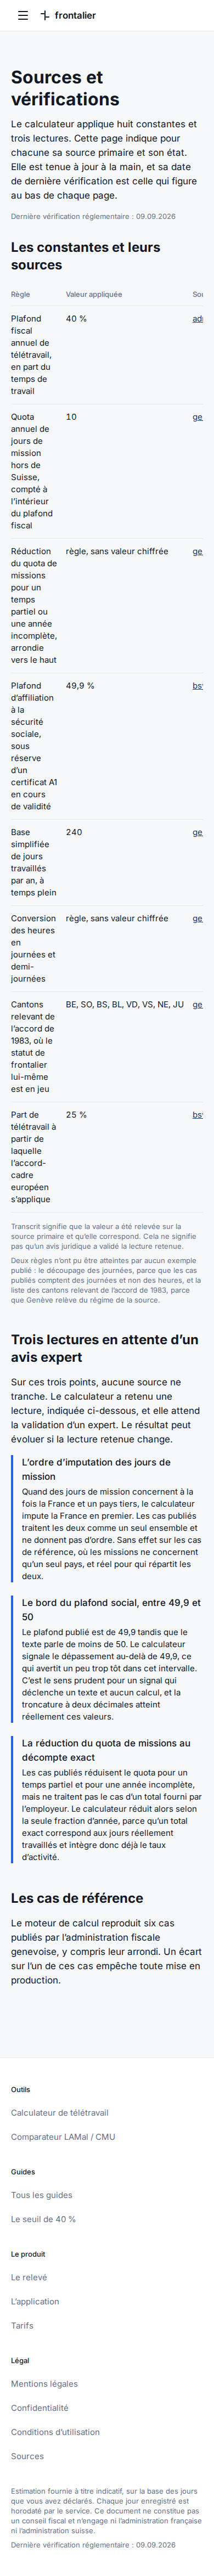 frontalier
Sources et
vérifications
Le calculateur applique huit constantes et
trois lectures. Cette page indique pour
chacune sa source primaire et son état.
Elle est tenue à jour à la main, et sa date
de dernière vérification est celle qui figure
au bas de chaque page.
Dernière vérification réglementaire : 09.09.2026
Les constantes et leurs
sources
Règle Valeur appliquée
Plafond 40 %
fiscal
annuel de
télétravail,
en part du
temps de
travail
Quota 10
annuel de
jours de
mission
hors de
Suisse,
compté à
l’intérieur
du plafond
fiscal
Réduction règle, sans valeur chiffrée
du quota de
missions
pour un
temps
partiel ou
une année
incomplète,
arrondie
vers le haut
Plafond 49,9 %
d’affiliation
à la
sécurité
sociale,
sous
réserve
d’un
certificat A1
en cours
de validité
Base 240
simplifiée
de jours
travaillés
par an, à
temps plein
Conversion règle, sans valeur chiffrée
des heures
en
journées et
demi-
journées
Cantons BE, SO, BS, BL, VD, VS, NE, JU
relevant de
l’accord de
1983, où le
statut de
frontalier
lui-même
est en jeu
Part de 25 %
télétravail à
partir de
laquelle
l’accord-
cadre
européen
s’applique
Transcrit signifie que la valeur a été relevée sur la
source primaire et qu’elle correspond. Cela ne signifie
pas qu’un avis juridique a validé la lecture retenue.
Deux règles n’ont pu être atteintes par aucun exemple
publié : le découpage des journées, parce que les cas
publiés comptent des journées et non des heures, et la
liste des cantons relevant de l’accord de 1983, parce
que Genève relève du régime de la source.
Trois lectures en attente d’un
avis expert
Sur ces trois points, aucune source ne
tranche. Le calculateur a retenu une
lecture, indiquée ci-dessous, et elle attend
la validation d’un expert. Le résultat peut
évoluer si la lecture retenue change.
L’ordre d’imputation des jours de
mission
Quand des jours de mission concernent à la
fois la France et un pays tiers, le calculateur
impute la France en premier. Les cas publiés
traitent les deux comme un seul ensemble et
ne donnent pas d’ordre. Sans effet sur les cas
de référence, où les missions ne concernent
qu’un seul pays, et réel pour qui répartit les
deux.
Le bord du plafond social, entre 49,9 et
50
Le plafond publié est de 49,9 tandis que le
texte parle de moins de 50. Le calculateur
signale le dépassement au-delà de 49,9, ce
qui avertit un peu trop tôt dans cet intervalle.
C’est le sens prudent pour un signal qui
déclenche un texte et aucun calcul, et la
troncature à deux décimales atteint
réellement ces valeurs.
La réduction du quota de missions au
décompte exact
Les cas publiés réduisent le quota pour un
temps partiel et pour une année incomplète,
mais ne traitent pas le cas d’un total fourni par
l’employeur. Le calculateur réduit alors selon
la seule fraction d’année, parce qu’un total
exact correspond aux jours réellement
travaillés et intègre donc déjà le taux
d’activité.
Les cas de référence
Le moteur de calcul reproduit six cas
publiés par l’administration fiscale
genevoise, y compris leur arrondi. Un écart
sur l’un de ces cas empêche toute mise en
production.
Outils
Calculateur de télétravail
Comparateur LAMal / CMU
Guides
Tous les guides
Le seuil de 40 %
Le produit
Le relevé
L’application
Tarifs
Légal
Mentions légales
Confidentialité
Conditions d’utilisation
Sources
Estimation fournie à titre indicatif, sur la base des jours
que vous avez déclarés. Chaque jour enregistré est
horodaté par le service. Ce document ne constitue pas
un conseil fiscal et n’engage ni l’administration française
ni l’administration suisse.
Dernière vérification réglementaire : 09.09.2026